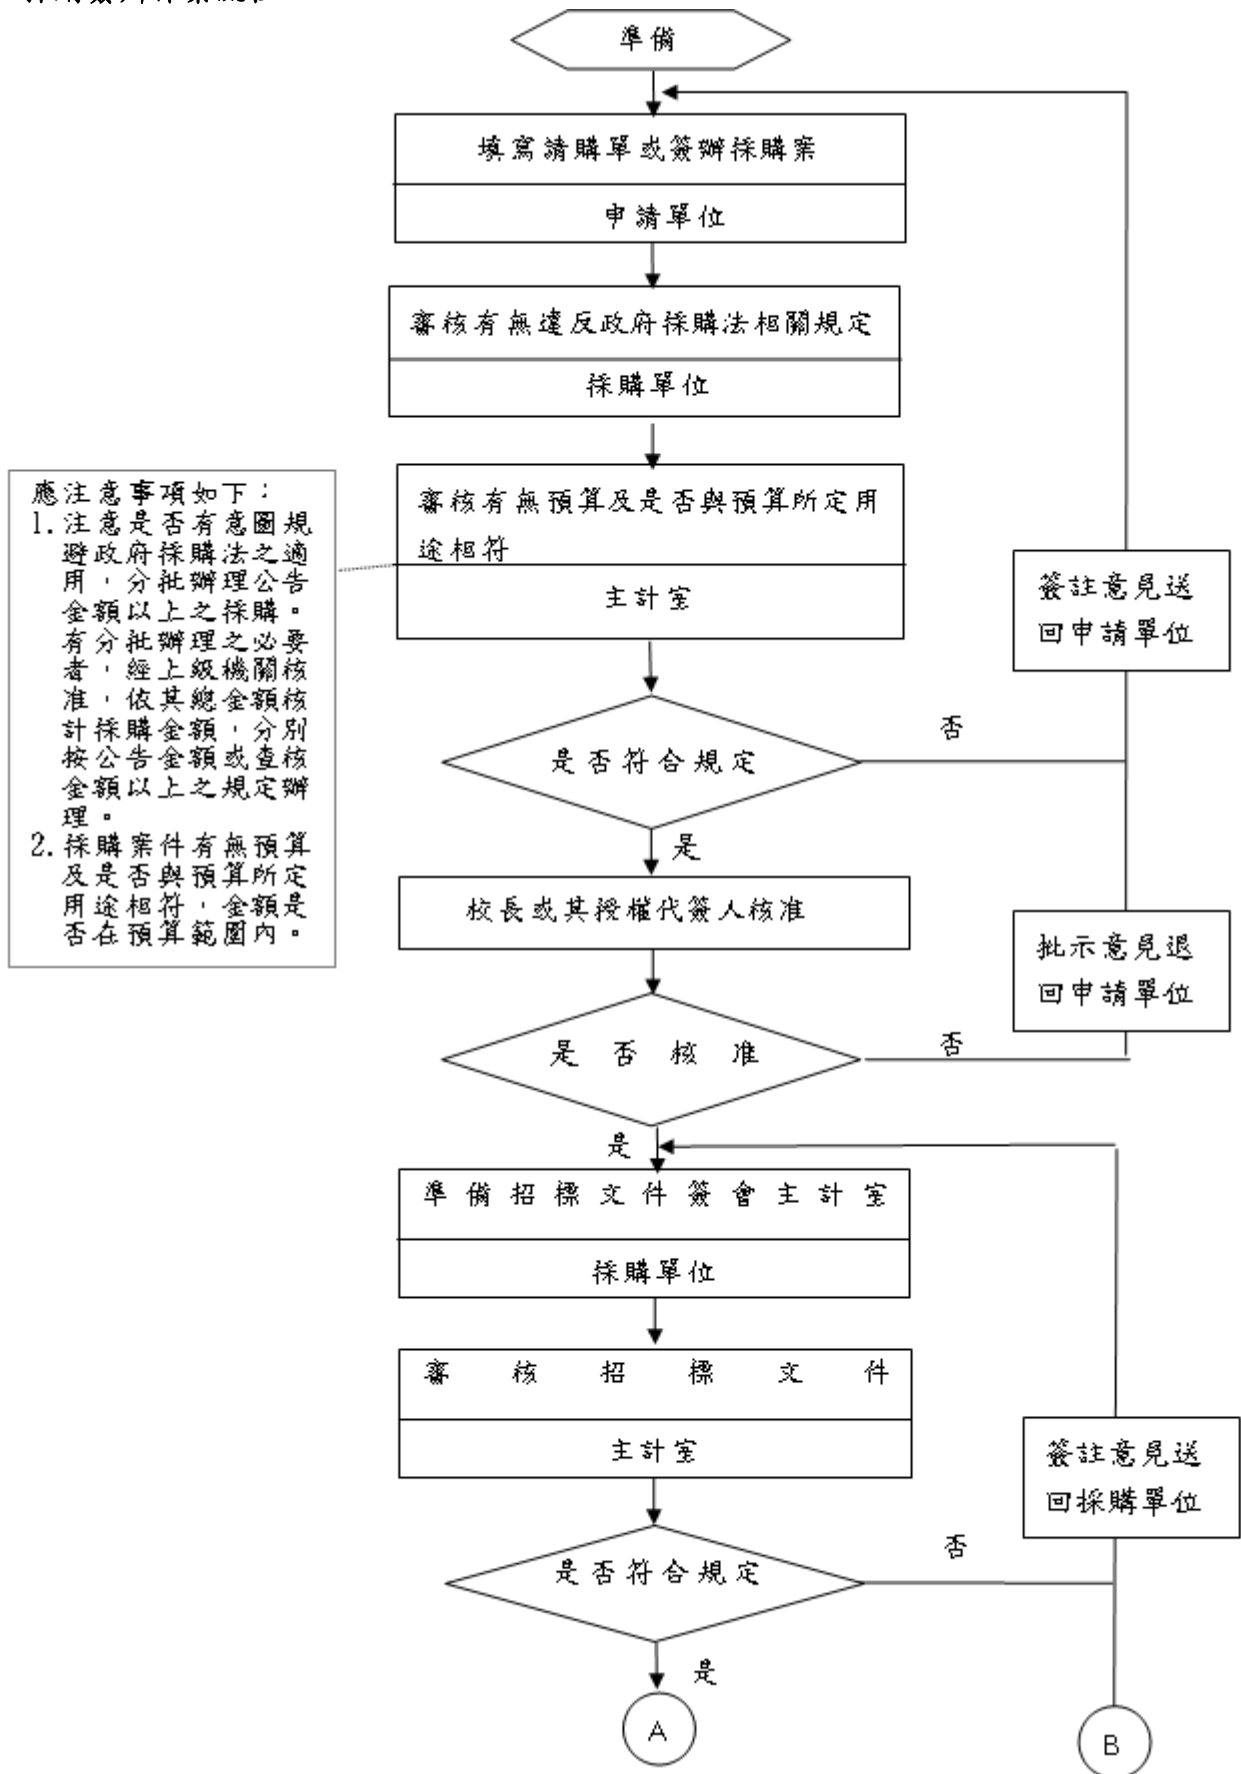 準備
填寫請購單或簽辦採購案
申請單位
審核有無違反政府採購法相關規定
採購單位
審核有無預算及是否與預算所定用
途相符
主計室
應注意事項如下：
1.注意是否有意圖規
避政府採購法之適
用，分批辦理公告
金額以上之採購。
有分批辦理之必要
者，經上級機關核
准，依其總金額核
計採購金額，分別
按公告金額或查核
金額以上之規定辦
理。
2.採購案件有無預算
及是否與預算所定
用途相符，金額是
否在預算範圍內。
簽註意見送
回申請單位
是否符合規定
否
是
校長或其授權代簽人核准
批示意見退
回申請單位
是否核准
否
是
準備招標文件簽會主計室
採購單位
審核招標文件
主計室
簽註意見送
回採購單位
是否符合規定
否
是
A
B